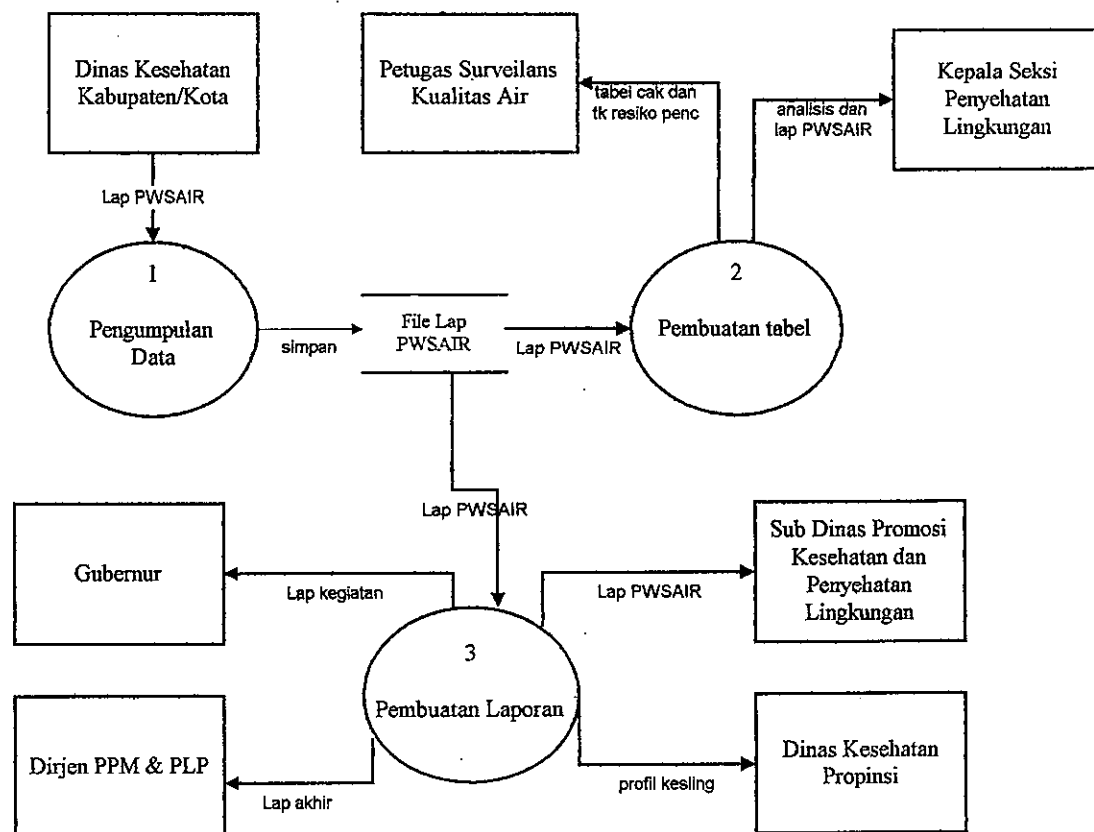 Dinas Kesehatan
Kabupaten/Kota
Petugas Surveilans
Kualitas Air
Kepala Seksi
Penyehatan
Lingkungan
tabel cak dan
tk resiko penc
analisis dan
lap PWSAIR
Lap PWSAIR
1
Pengumpulan
Data
simpan
File Lap
PWSAIR
Lap PWSAIR
2
Pembuatan tabel
Lap PWSAIR
Gubernur
Lap kegiatan
Lap PWSAIR
Sub Dinas Promosi
Kesehatan dan
Penyehatan
Lingkungan
3
Pembuatan Laporan
Dirjen PPM & PLP
Lap akhir
profil kesling
Dinas Kesehatan
Propinsi